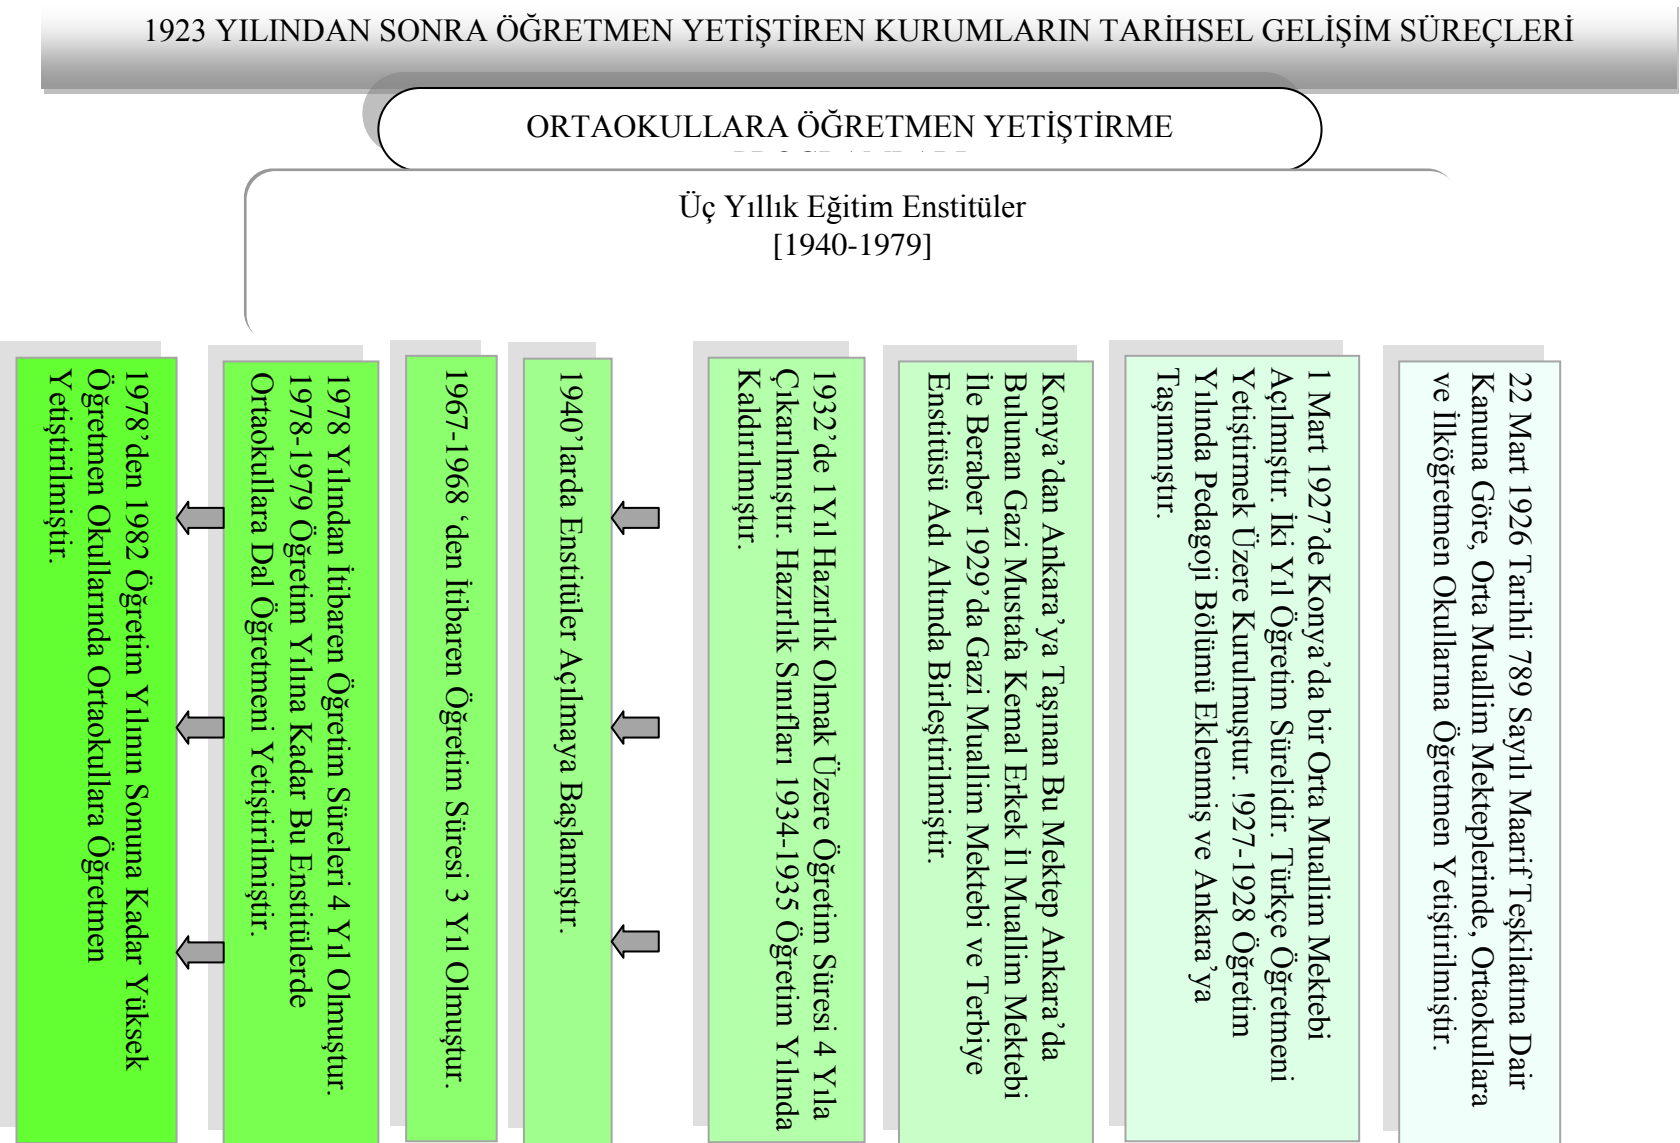 1923 YILINDAN SONRA ÖĞRETMEN YETİŞTİREN KURUMLARIN TARİHSEL GELİŞİM SÜREÇLERİ
ORTAOKULLARA ÖĞRETMEN YETİŞTİRME
Üç Yıllık Eğitim Enstitüler
[1940-1979]
22 Mart 1926 Tarihli 789 Sayılı Maarif Teşkilatına Dair
Kanuna Göre, Orta Muallim Mekteplerinde, Ortaokullara
ve İlköğretmen Okullarına Öğretmen Yetiştirilmiştir.
1 Mart 1927’de Konya’da bir Orta Muallim Mektebi
Açılmıştır. İki Yıl Öğretim Sürelidir. Türkçe Öğretmeni
Yetiştirmek Üzere Kurulmuştur. !927-1928 Öğretim
Yılında Pedagoji Bölümü Eklenmiş ve Ankara’ya
Taşınmıştır.
Konya’dan Ankara’ya Taşınan Bu Mektep Ankara’da
Bulunan Gazi Mustafa Kemal Erkek İl Muallim Mektebi
İle Beraber 1929’da Gazi Muallim Mektebi ve Terbiye
Enstitüsü Adı Altında Birleştirilmiştir.
1932’de 1Yıl Hazırlık Olmak Üzere Öğretim Süresi 4 Yıla
Çıkarılmıştır. Hazırlık Sınıfları 1934-1935 Öğretim Yılında
Kaldırılmıştır.
1940’larda Enstitüler Açılmaya Başlamıştır.
1967-1968 ‘den İtibaren Öğretim Süresi 3 Yıl Olmuştur.
1978 Yılından İtibaren Öğretim Süreleri 4 Yıl Olmuştur.
1978-1979 Öğretim Yılına Kadar Bu Enstitülerde
Ortaokullara Dal Öğretmeni Yetiştirilmiştir.
1978’den 1982 Öğretim Yılının Sonuna Kadar Yüksek
Öğretmen Okullarında Ortaokullara Öğretmen
Yetiştirilmiştir.